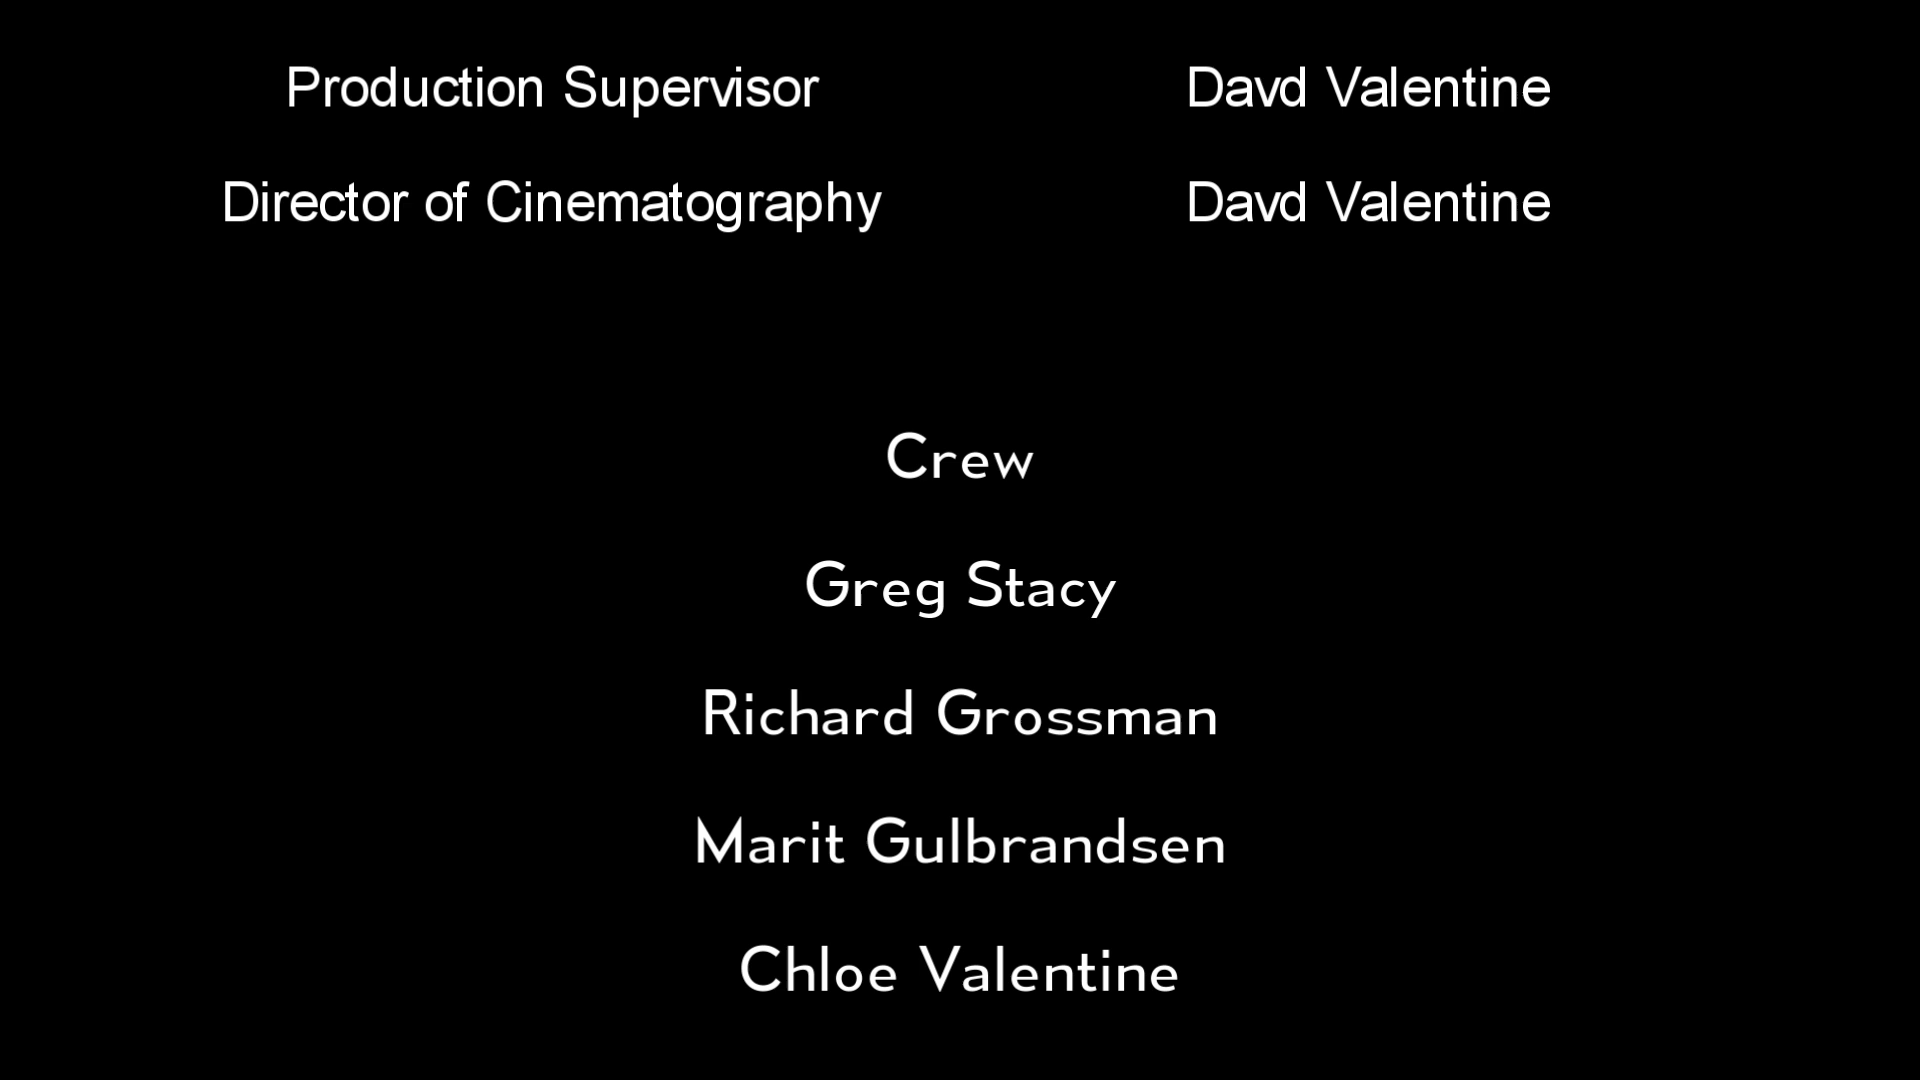 Production Supervisor Davd Valentine
Director of Cinematography Davd Valentine
Crew
Greg Stacy
Richard Grossman
Marit Gulbrandsen
Chloe Valentine